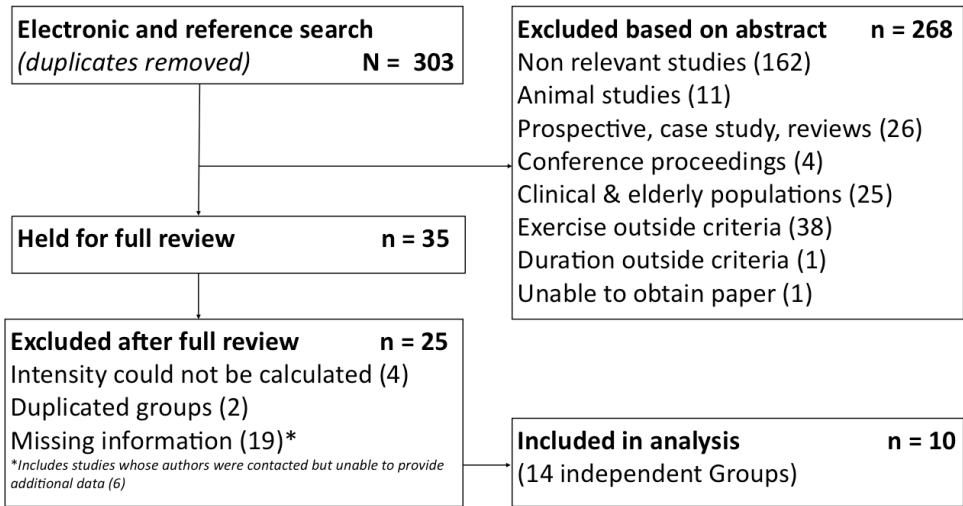 Electronic and reference search
(duplicates removed) N = 303
Excluded based on abstract n = 268
Non relevant studies (162)
Animal studies (11)
Prospective, case study, reviews (26)
Conference proceedings (4)
Clinical & elderly populations (25)
Exercise outside criteria (38)
Duration outside criteria (1)
Unable to obtain paper (1)
Held for full review n = 35
Excluded after full review n = 25
Intensity could not be calculated (4)
Duplicated groups (2)
Missing information (19)*
*Includes studies whose authors were contacted but unable to provide
additional data (6)
Included in analysis n = 10
(14 independent Groups)